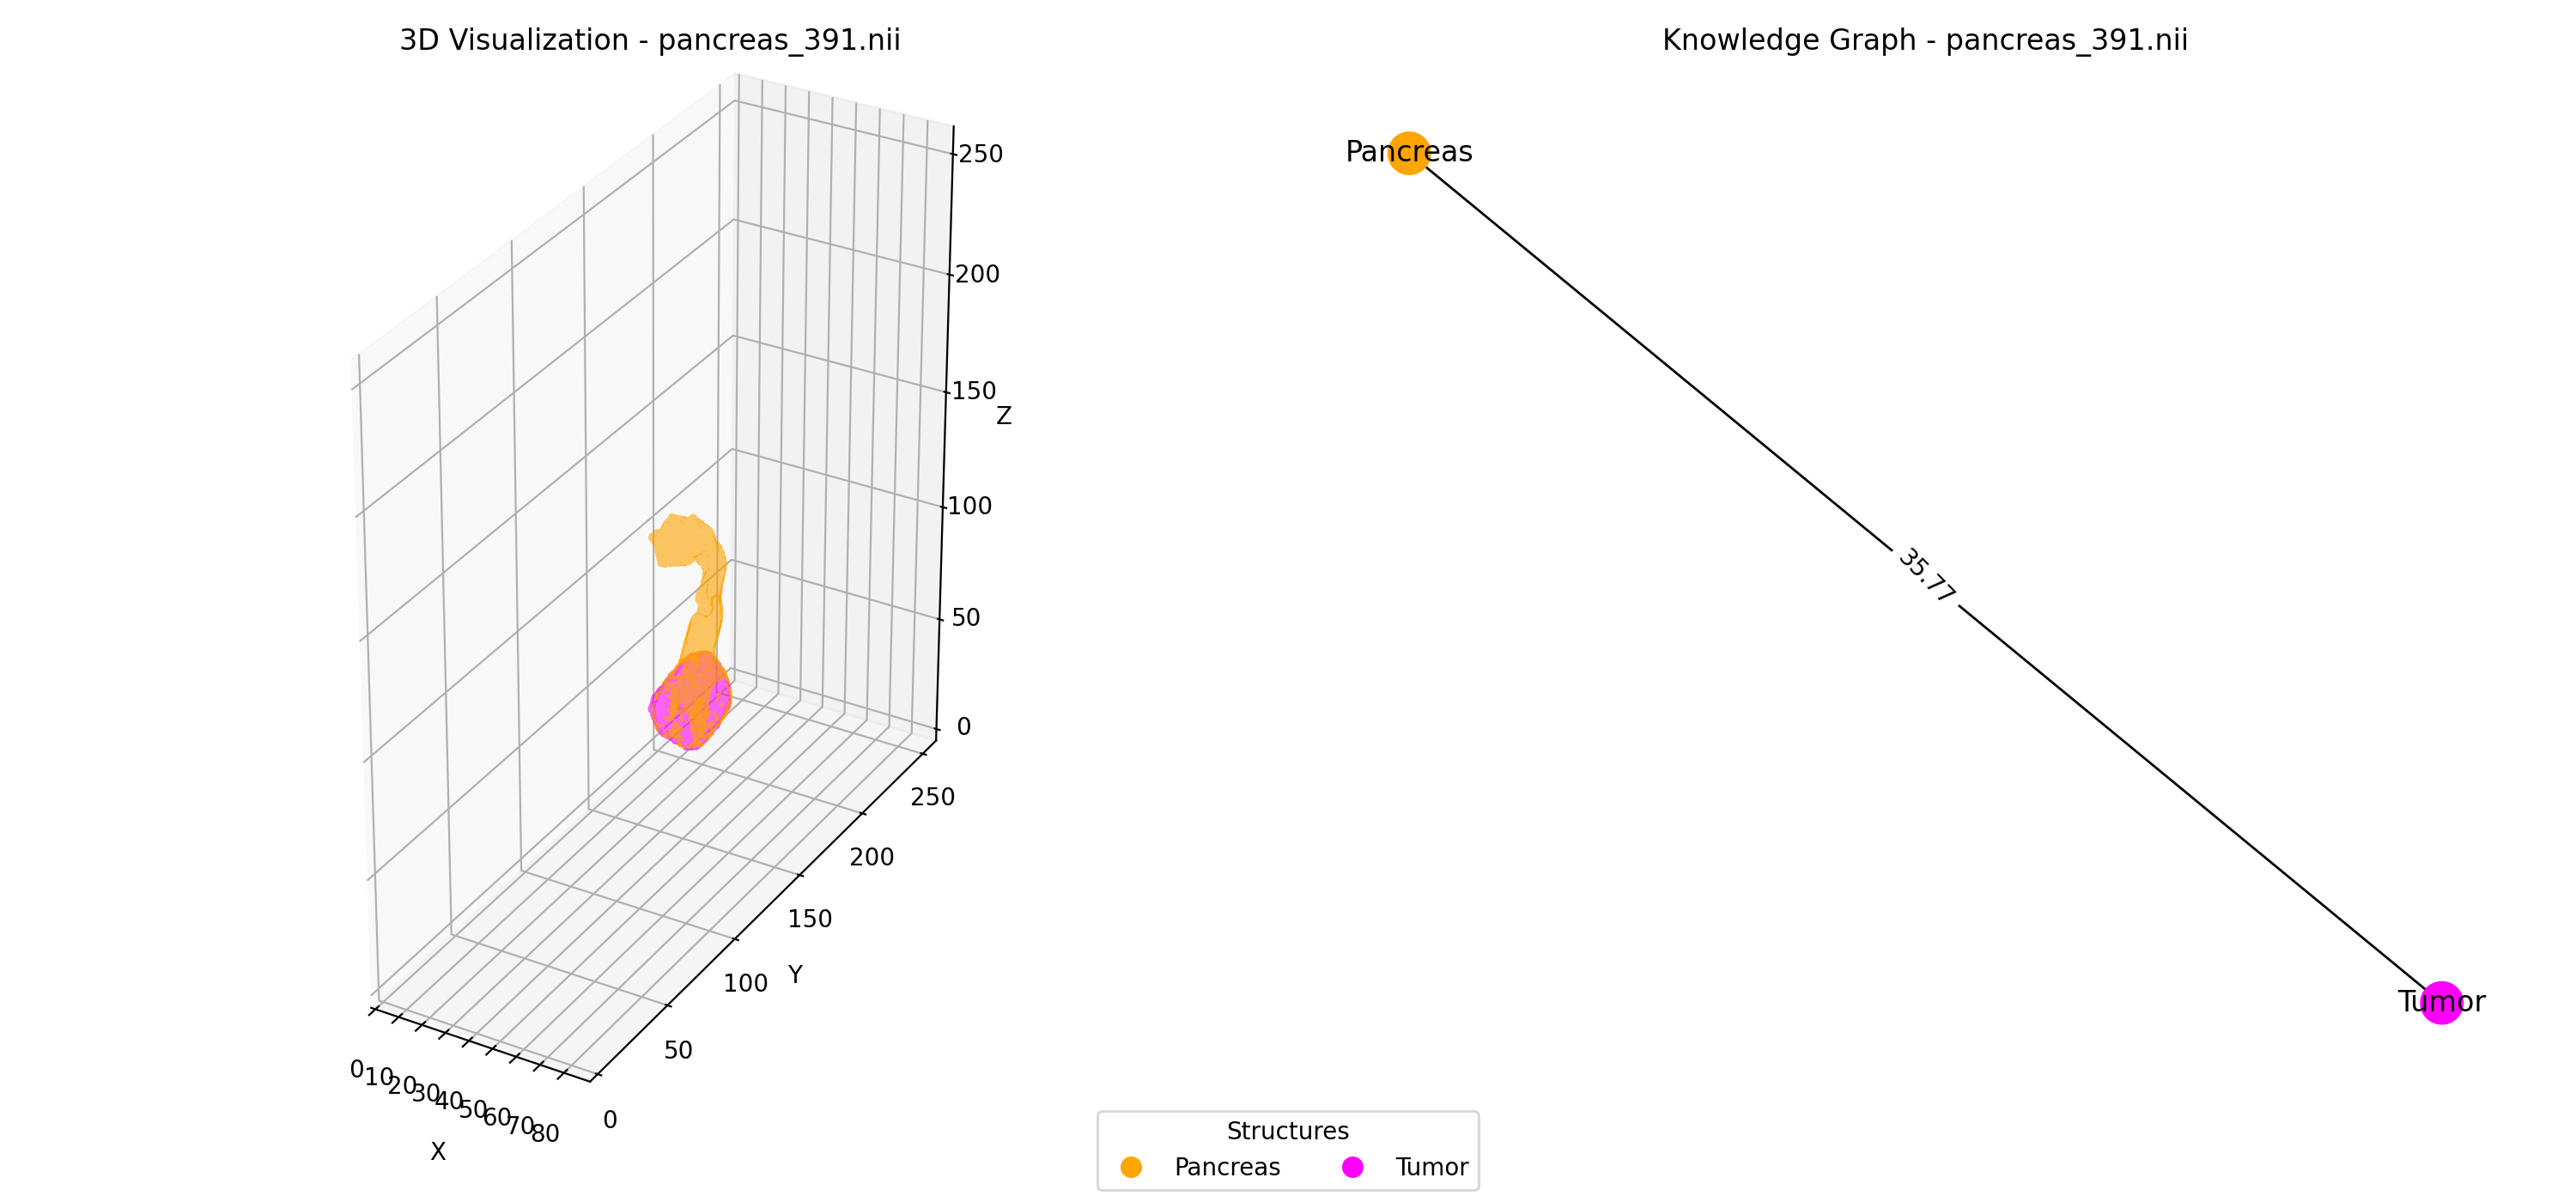 3D Visualization - pancreas_391.nii
250
200
150
Z
100
50
0
250
200
150
100
Y
50
0
0
10
20
30
40
50
60
70
80
X
Knowledge Graph - pancreas_391.nii
Pancreas
35.77
Tumor
Structures
Pancreas
Tumor